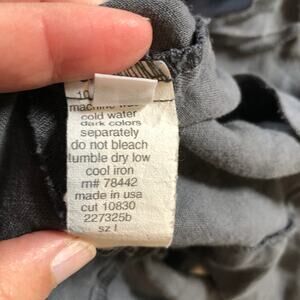 10
machine
cold water
dark colors
separately
do not bleach
tumble dry low
cool iron
rn# 78442
made in usa
cut 10830
227325b
sz l